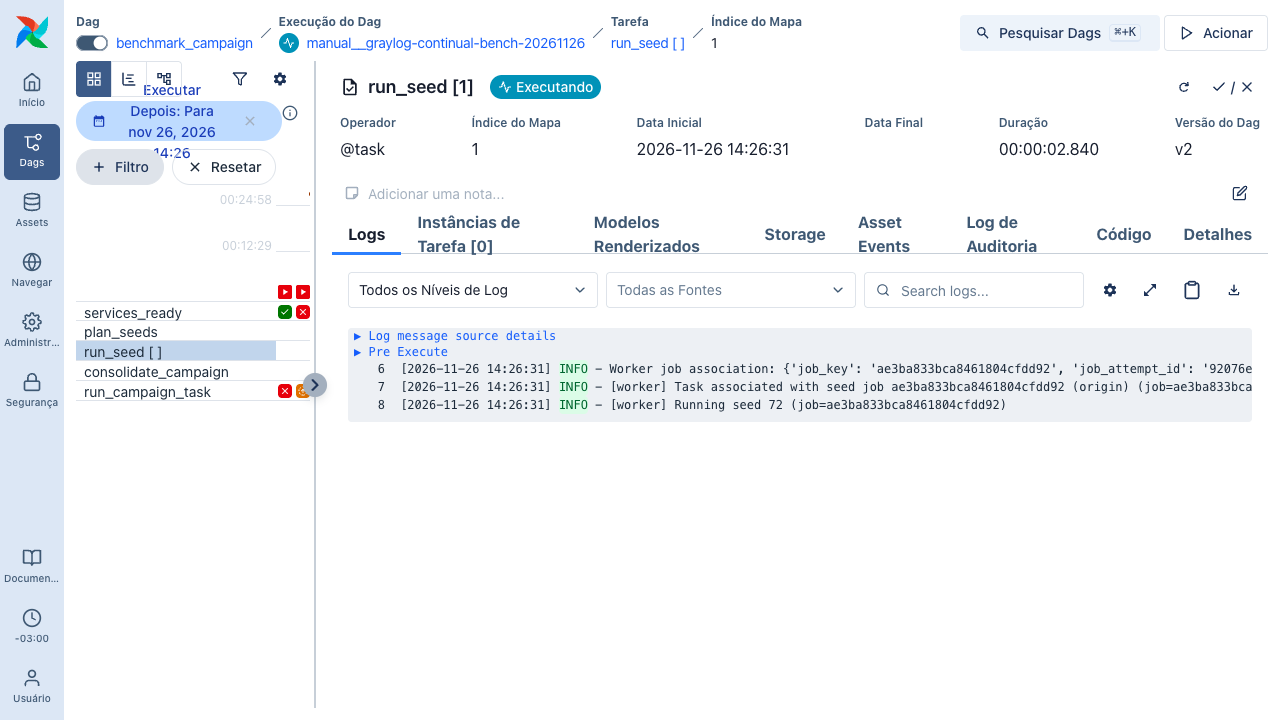 Dag
benchmark_campaign
Execução do Dag
manual__graylog-continual-bench-20261126
Tarefa
run_seed [ ]
Índice do Mapa
1
Pesquisar Dags
⌘+K
Acionar
Início
Dags
Assets
Navegar
Administr...
Segurança
Documen...
-03:00
Usuário
Executar
Depois: Para
nov 26, 2026
14:26
Filtro
Resetar
00:24:58
00:12:29
services_ready
plan_seeds
run_seed [ ]
consolidate_campaign
run_campaign_task
run_seed [1]
Executando
Operador
@task
Índice do Mapa
1
Data Inicial
2026-11-26 14:26:31
Data Final
Duração
00:00:02.840
Versão do Dag
v2
Adicionar uma nota...
Logs
Instâncias de
Tarefa [0]
Modelos
Renderizados
Storage
Asset
Events
Log de
Auditoria
Código
Detalhes
Todos os Níveis de Log
Todas as Fontes
Search logs...
▶ Log message source details
▶ Pre Execute
6 [2026-11-26 14:26:31] INFO – Worker job association: {'job_key': 'ae3ba833bca8461804cfdd92', 'job_attempt_id': '92076e
7 [2026-11-26 14:26:31] INFO – [worker] Task associated with seed job ae3ba833bca8461804cfdd92 (origin) (job=ae3ba833bca
8 [2026-11-26 14:26:31] INFO – [worker] Running seed 72 (job=ae3ba833bca8461804cfdd92)